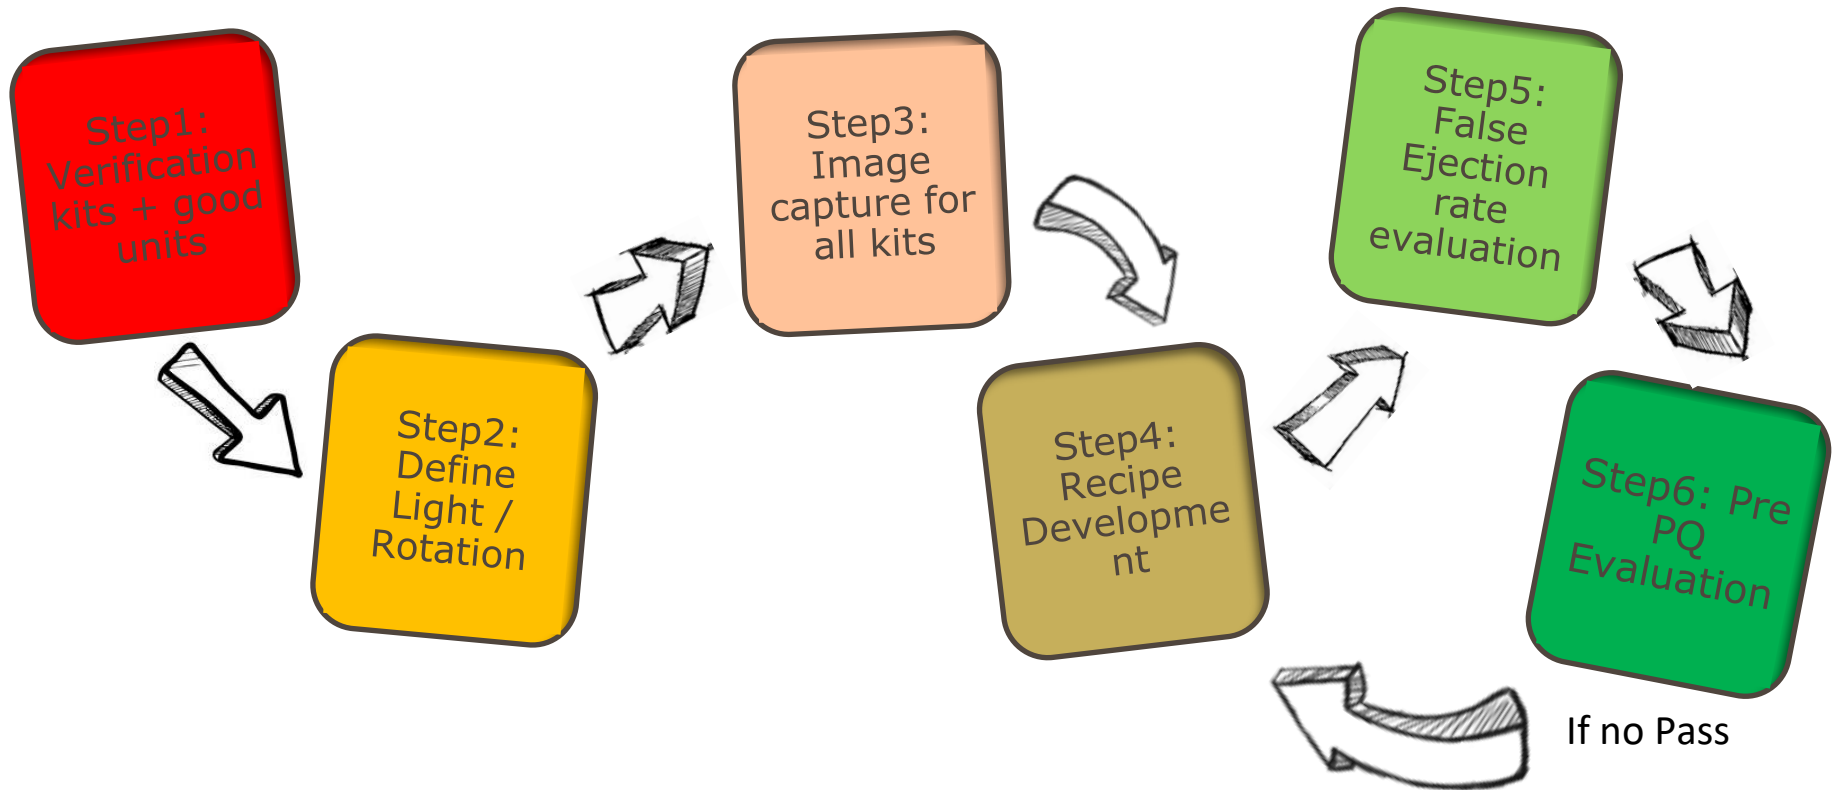 Step1:
Verification
kits + good
units
Step2:
Define
Light /
Rotation
Step3:
Image
capture for
all kits
Step4:
Recipe
Developme
nt
Step5:
False
Ejection
rate
evaluation
Step6: Pre
PQ
Evaluation
If no Pass